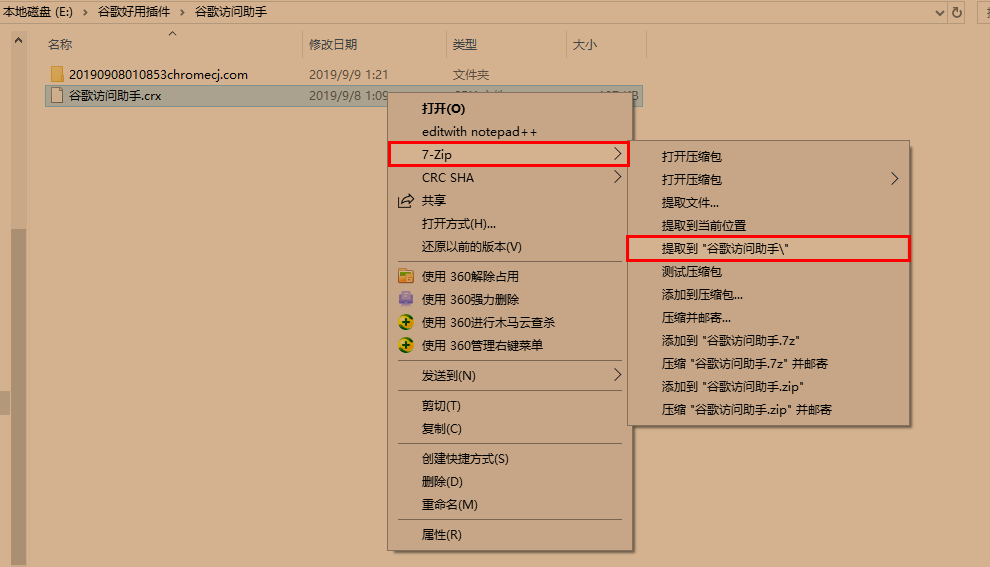 本地磁盘 (E:) › 谷歌好用插件 › 谷歌访问助手
名称 修改日期 类型 大小
20190908010853chromecj.com 2019/9/9 1:21 文件夹
谷歌访问助手.crx 2019/9/8 1:09
打开(O)
editwith notepad++
7-Zip
CRC SHA
共享
打开方式(H)...
还原以前的版本(V)
使用 360解除占用
使用 360强力删除
使用 360进行木马云查杀
使用 360管理右键菜单
发送到(N)
剪切(T)
复制(C)
创建快捷方式(S)
删除(D)
重命名(M)
属性(R)
打开压缩包
打开压缩包
提取文件...
提取到当前位置
提取到 "谷歌访问助手\"
测试压缩包
添加到压缩包...
压缩并邮寄...
添加到 "谷歌访问助手.7z"
压缩 "谷歌访问助手.7z" 并邮寄
添加到 "谷歌访问助手.zip"
压缩 "谷歌访问助手.zip" 并邮寄